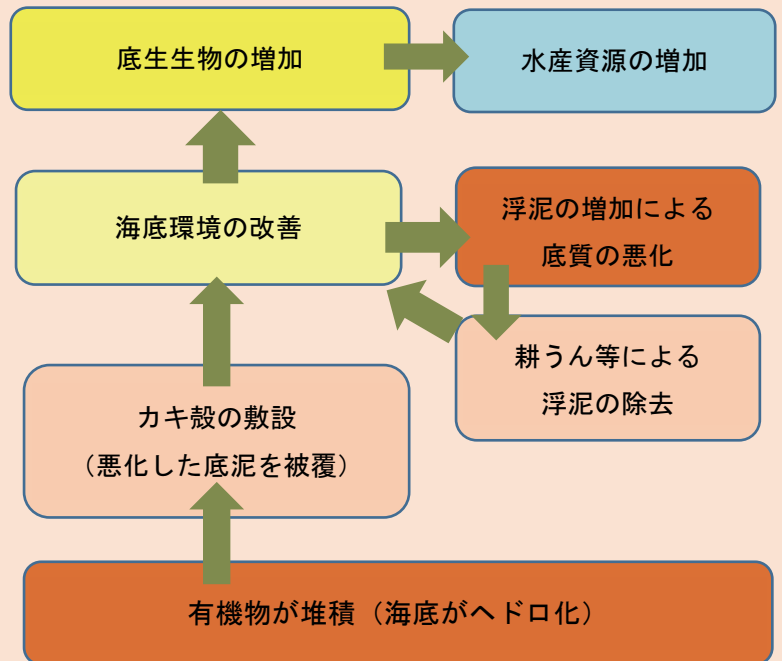 底生生物の増加
水産資源の増加
海底環境の改善
浮泥の増加による
底質の悪化
耕うん等による
浮泥の除去
カキ殻の敷設
（悪化した底泥を被覆）
有機物が堆積（海底がヘドロ化）